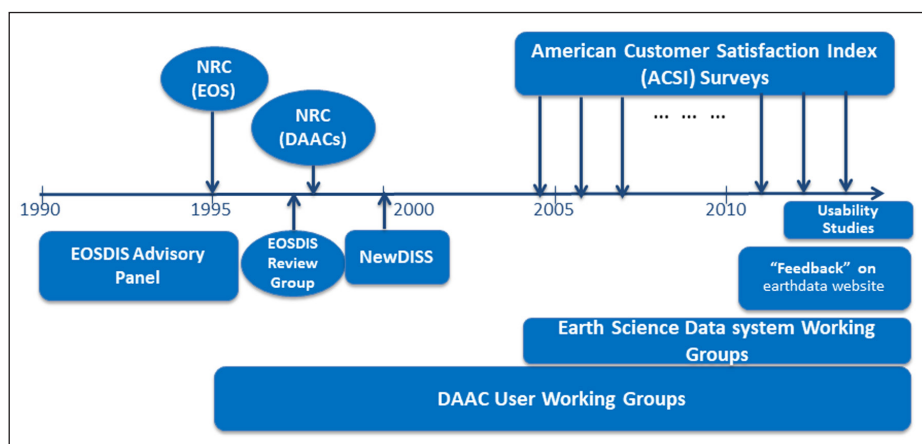 American Customer Satisfaction Index
(ACSI) Surveys
NRC
(EOS)
NRC
(DAACs)
... ... ...
1990
1995
2000
2005
2010
EOSDIS Advisory
Panel
EOSDIS
Review
Group
NewDISS
Usability
Studies
“Feedback” on
earthdata website
Earth Science Data system Working
Groups
DAAC User Working Groups